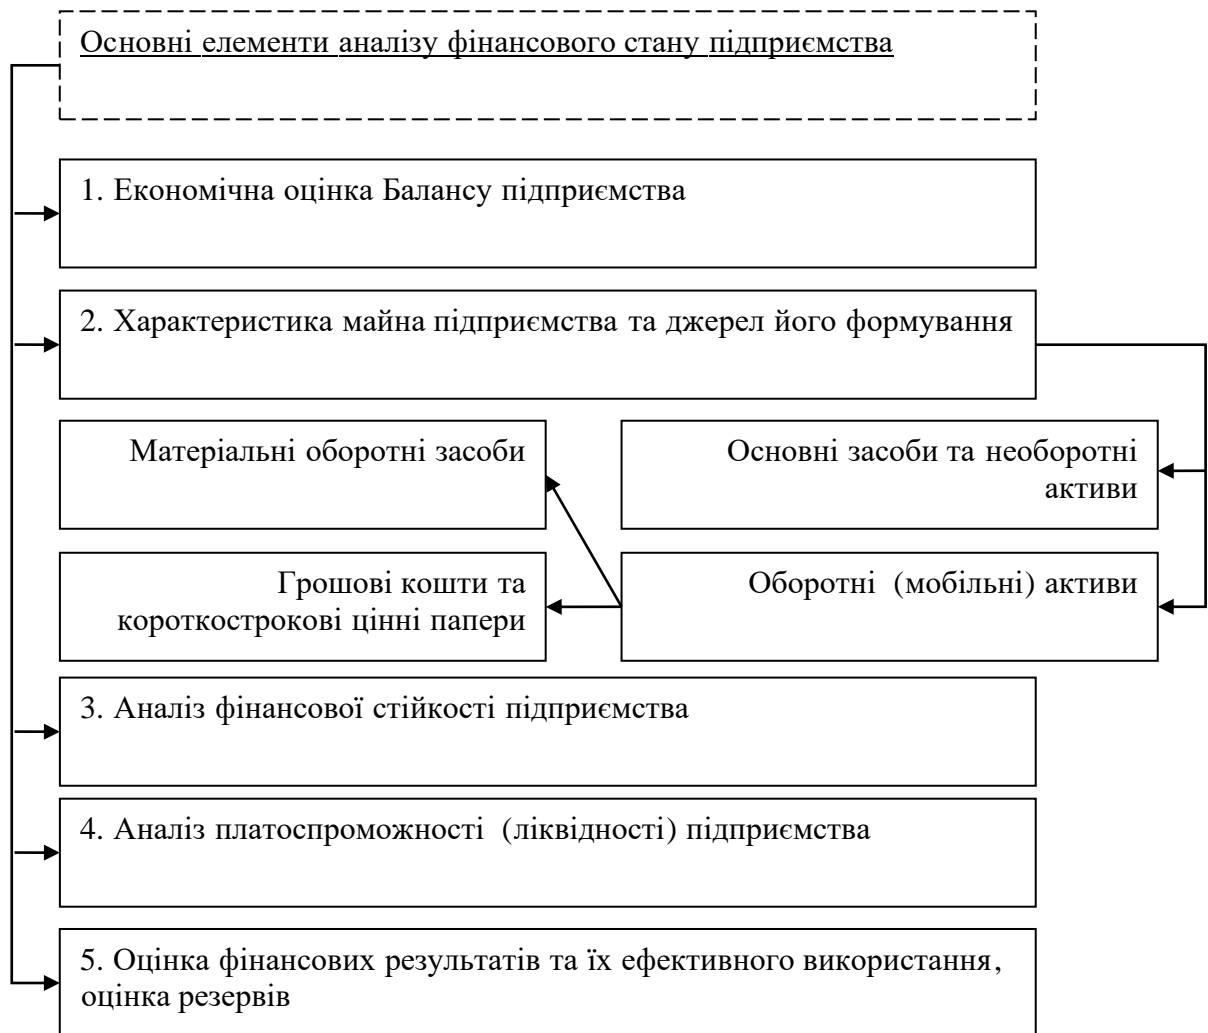 Основні елементи аналізу фінансового стану підприємства
1. Економічна оцінка Балансу підприємства
2. Характеристика майна підприємства та джерел його формування
Матеріальні оборотні засоби
Основні засоби та необоротні
активи
Грошові кошти та
короткострокові цінні папери
Оборотні (мобільні) активи
3. Аналіз фінансової стійкості підприємства
4. Аналіз платоспроможності (ліквідності) підприємства
5. Оцінка фінансових результатів та їх ефективного використання,
оцінка резервів